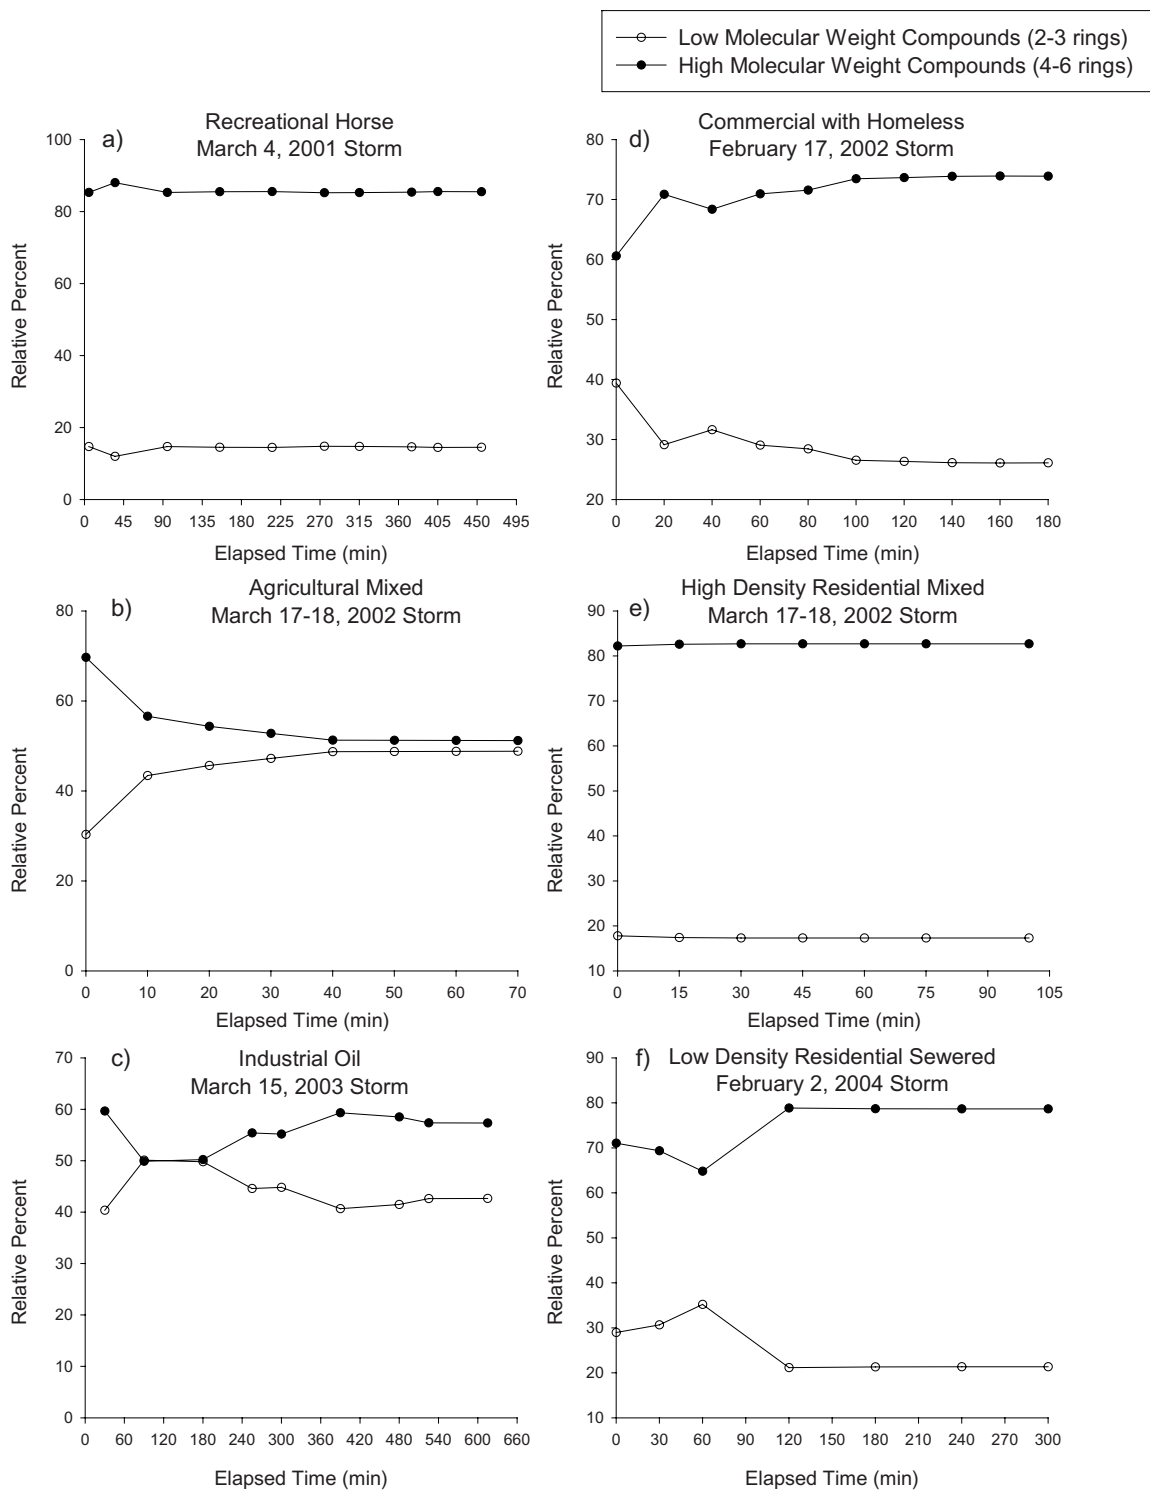 Low Molecular Weight Compounds (2-3 rings)
High Molecular Weight Compounds (4-6 rings)
a)
Recreational Horse
March 4, 2001 Storm
Relative Percent
100
80
60
40
20
0
0 45 90 135 180 225 270 315 360 405 450 495
Elapsed Time (min)
d)
Commercial with Homeless
February 17, 2002 Storm
Relative Percent
80
70
60
50
40
30
20
0 20 40 60 80 100 120 140 160 180
Elapsed Time (min)
b)
Agricultural Mixed
March 17-18, 2002 Storm
Relative Percent
80
60
40
20
0
0 10 20 30 40 50 60 70
Elapsed Time (min)
e)
High Density Residential Mixed
March 17-18, 2002 Storm
Relative Percent
90
80
70
60
50
40
30
20
10
0 15 30 45 60 75 90 105
Elapsed Time (min)
c)
Industrial Oil
March 15, 2003 Storm
Relative Percent
70
60
50
40
30
20
10
0
0 60 120 180 240 300 360 420 480 540 600 660
Elapsed Time (min)
f)
Low Density Residential Sewered
February 2, 2004 Storm
Relative Percent
90
80
70
60
50
40
30
20
10
0 30 60 90 120 150 180 210 240 270 300
Elapsed Time (min)